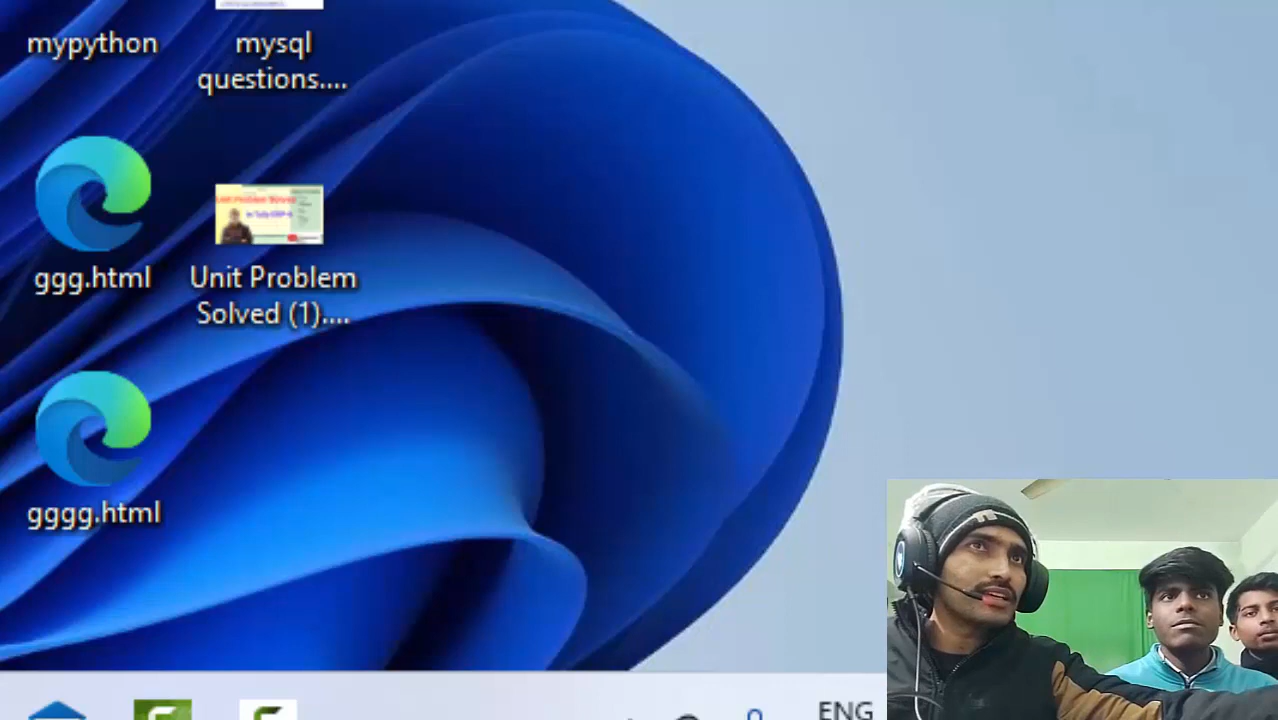 mypython
mysql
questions....
ggg.html
Unit Problem
Solved (1)....
gggg.html
ENG